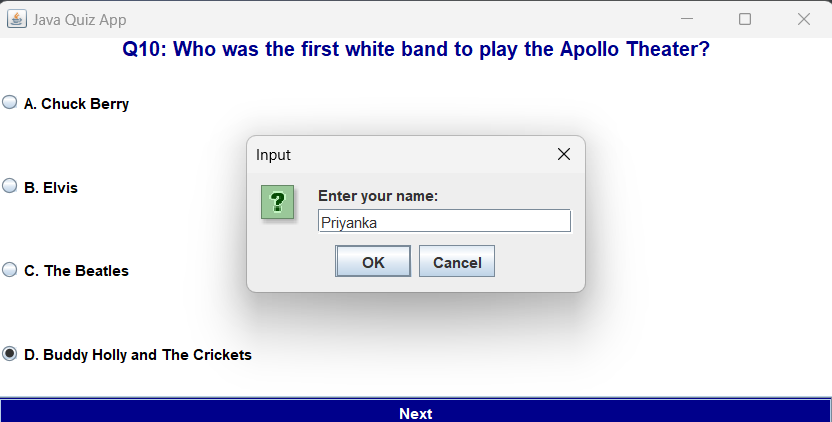 Java Quiz App
Q10: Who was the first white band to play the Apollo Theater?
A. Chuck Berry
B. Elvis
C. The Beatles
D. Buddy Holly and The Crickets
Input
?
Enter your name:
Priyanka
OK Cancel
Next